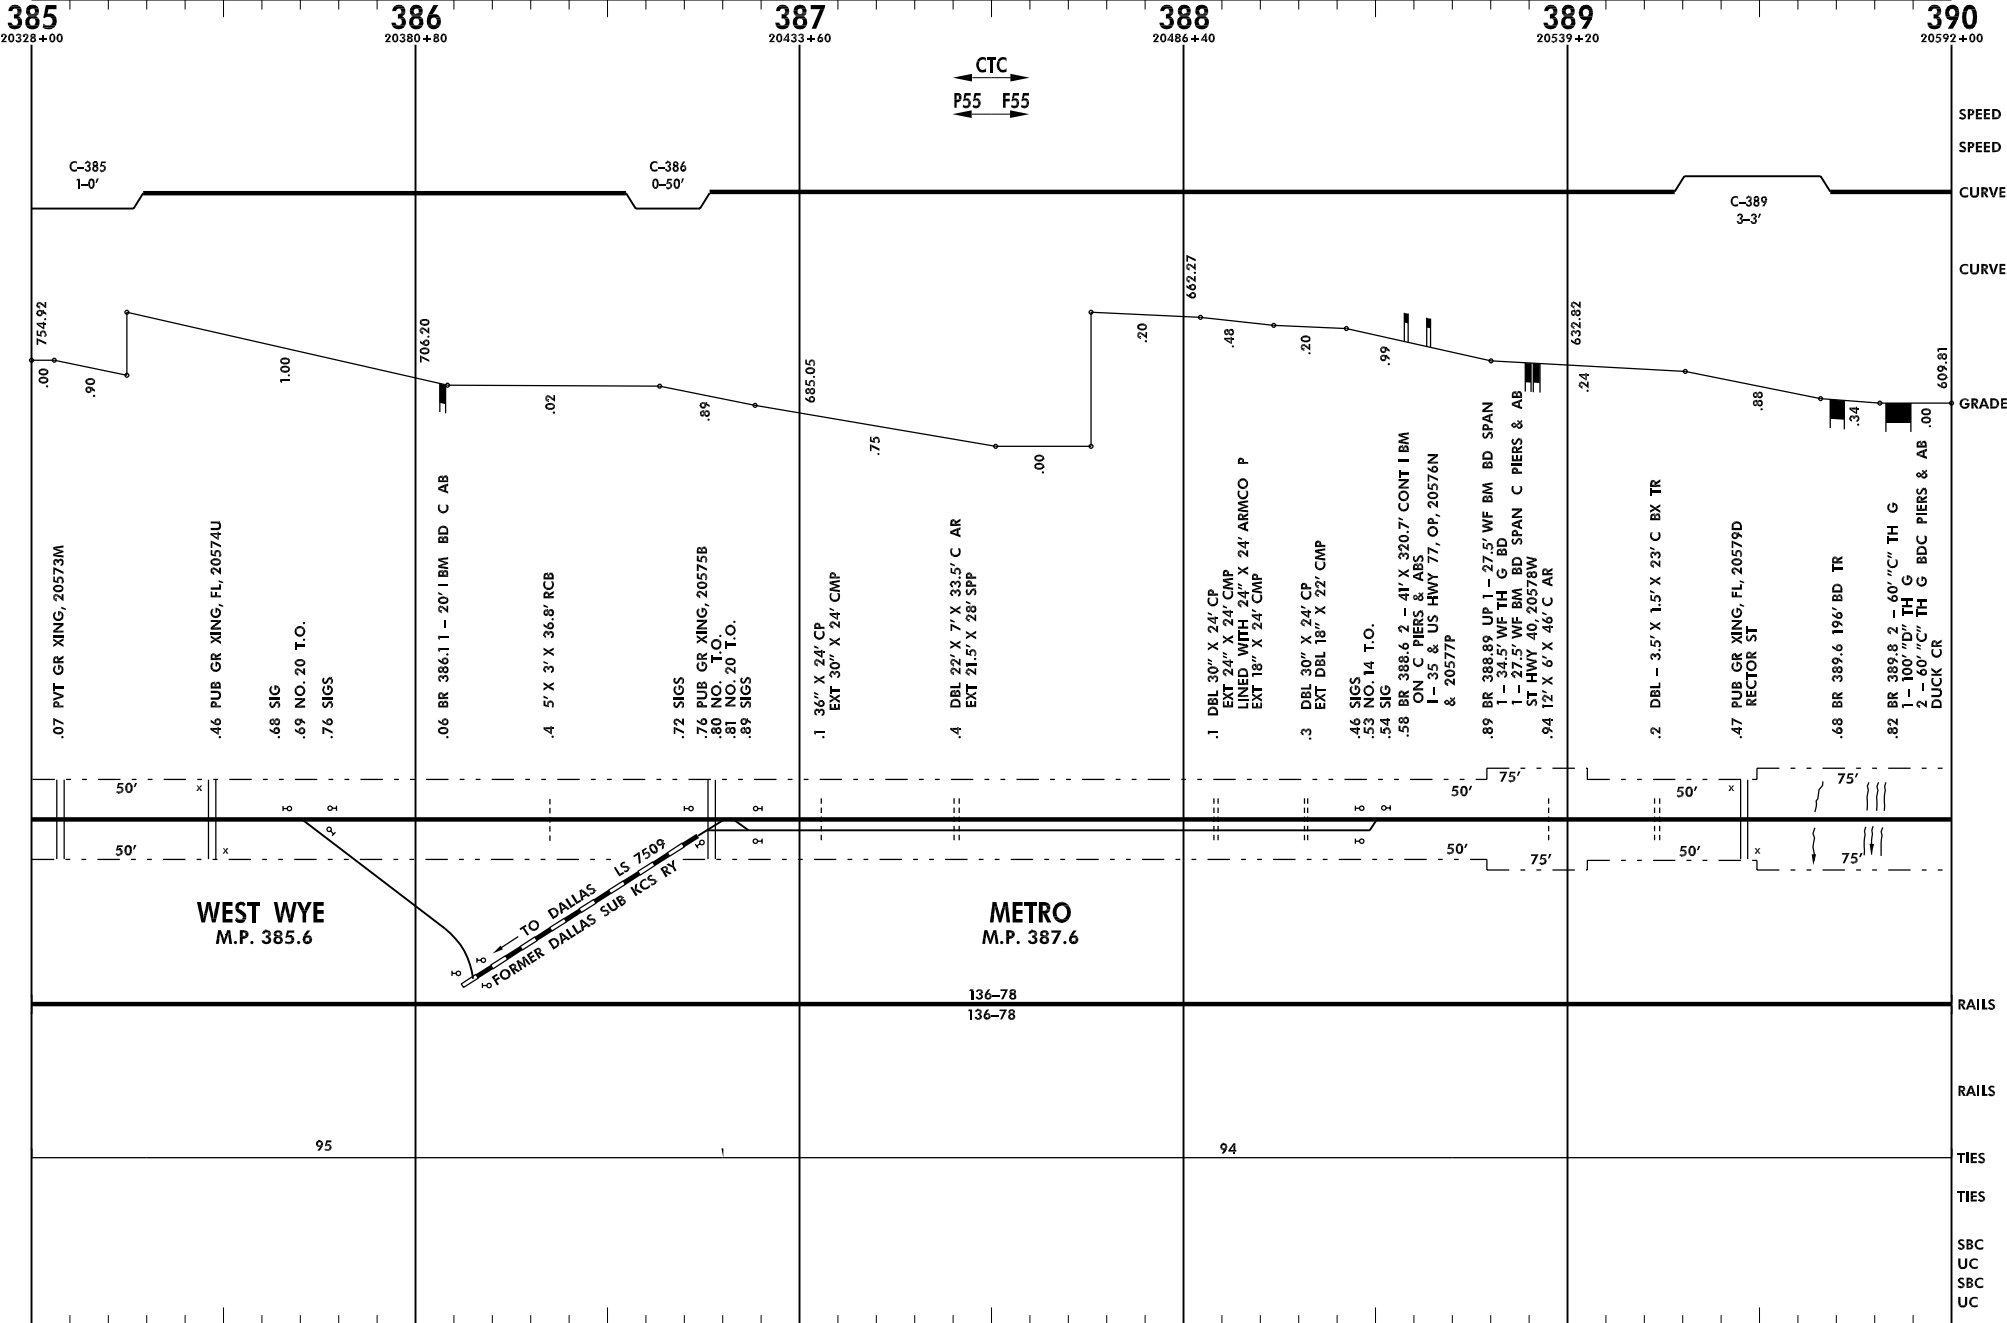 385 386 387 388 389 390
20328+00 20380+80 20433+60 20486+40 20539+20 20592+00
CTC
P55 F55
SPEED
SPEED
C-385
1-0'
C-386
0-50'
CURVE
C-389
3-3'
CURVE
754.92
706.20
685.05
662.27
632.82
609.81
.00
.90
1.00
.02
.89
.75
.00
.20
.48
.20
.99
.24
.88
.34
.00
GRADE
.07 PVT GR XING, 20573M
.46 PUB GR XING, FL, 20574U
.68 SIG
.69 NO. 20 T.O.
.76 SIGS
.06 BR 386.1 1 - 20' I BM BD C AB
.4 5' X 3' X 36.8' RCB
.72 SIGS
.76 PUB GR XING, 20575B
.80 NO. T.O.
.81 NO. 20 T.O.
.89 SIGS
.1 36" X 24' CP
EXT 30" X 24' CMP
.4 DBL 22' X 7' X 33.5' C AR
EXT 21.5' X 28' SPP
.1 DBL 30" X 24' CP
EXT 24" X 24' CMP
LINED WITH 24" X 24' ARMCO P
EXT 18" X 24' CMP
.3 DBL 30" X 24' CP
EXT DBL 18" X 22' CMP
.46 SIGS
.53 NO. 14 T.O.
.54 SIG
.58 BR 388.6 2 - 41' X 320.7' CONT I BM
ON C PIERS & ABS
I-35 & US HWY 77, OP, 20576N
& 20577P
.89 BR 388.89 UP 1 - 27.5' WF BM BD SPAN
1 - 34.5' WF TH G BD
1 - 27.5' WF BM BD SPAN C PIERS & AB
ST HWY 40, 20578W
.94 12' X 6' X 46' C AR
.2 DBL - 3.5' X 1.5' X 23' C BX TR
.47 PUB GR XING, FL, 20579D
RECTOR ST
.68 BR 389.6 196' BD TR
.82 BR 389.8 2 - 60' "C" TH G
1 - 100' "D" TH G
2 - 60' "C" TH G BDC PIERS & AB
DUCK CR
50' x 50' 75' 50' x 75'
50' x 50' 75' 50' x 75'
TO DALLAS LS 7509
FORMER DALLAS SUB KCS RY
WEST WYE
M.P. 385.6
METRO
M.P. 387.6
136-78
136-78
RAILS
RAILS
95 94
TIES
TIES
SBC
UC
SBC
UC